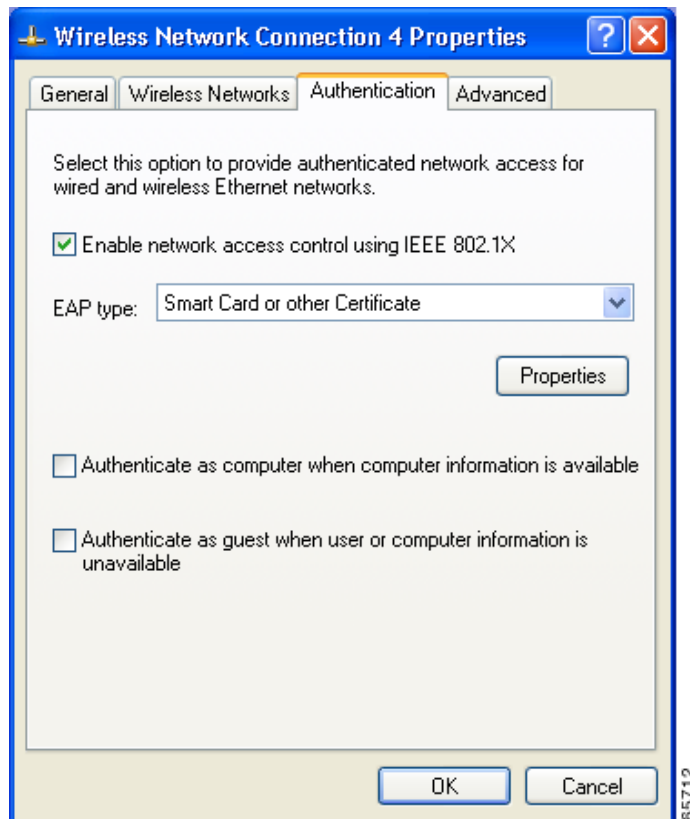 Wireless Network Connection 4 Properties
General
Wireless Networks
Authentication
Advanced
Select this option to provide authenticated network access for
wired and wireless Ethernet networks.
Enable network access control using IEEE 802.1X
EAP type:
Smart Card or other Certificate
Properties
Authenticate as computer when computer information is available
Authenticate as guest when user or computer information is
unavailable
OK
Cancel